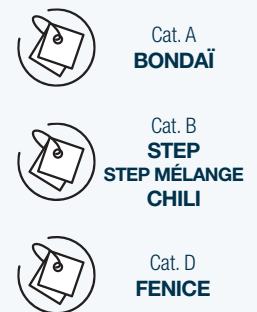 Cat. A
BONDAÏ
Cat. B
STEP
STEP MÉLANGE
CHILI
Cat. D
FENICE